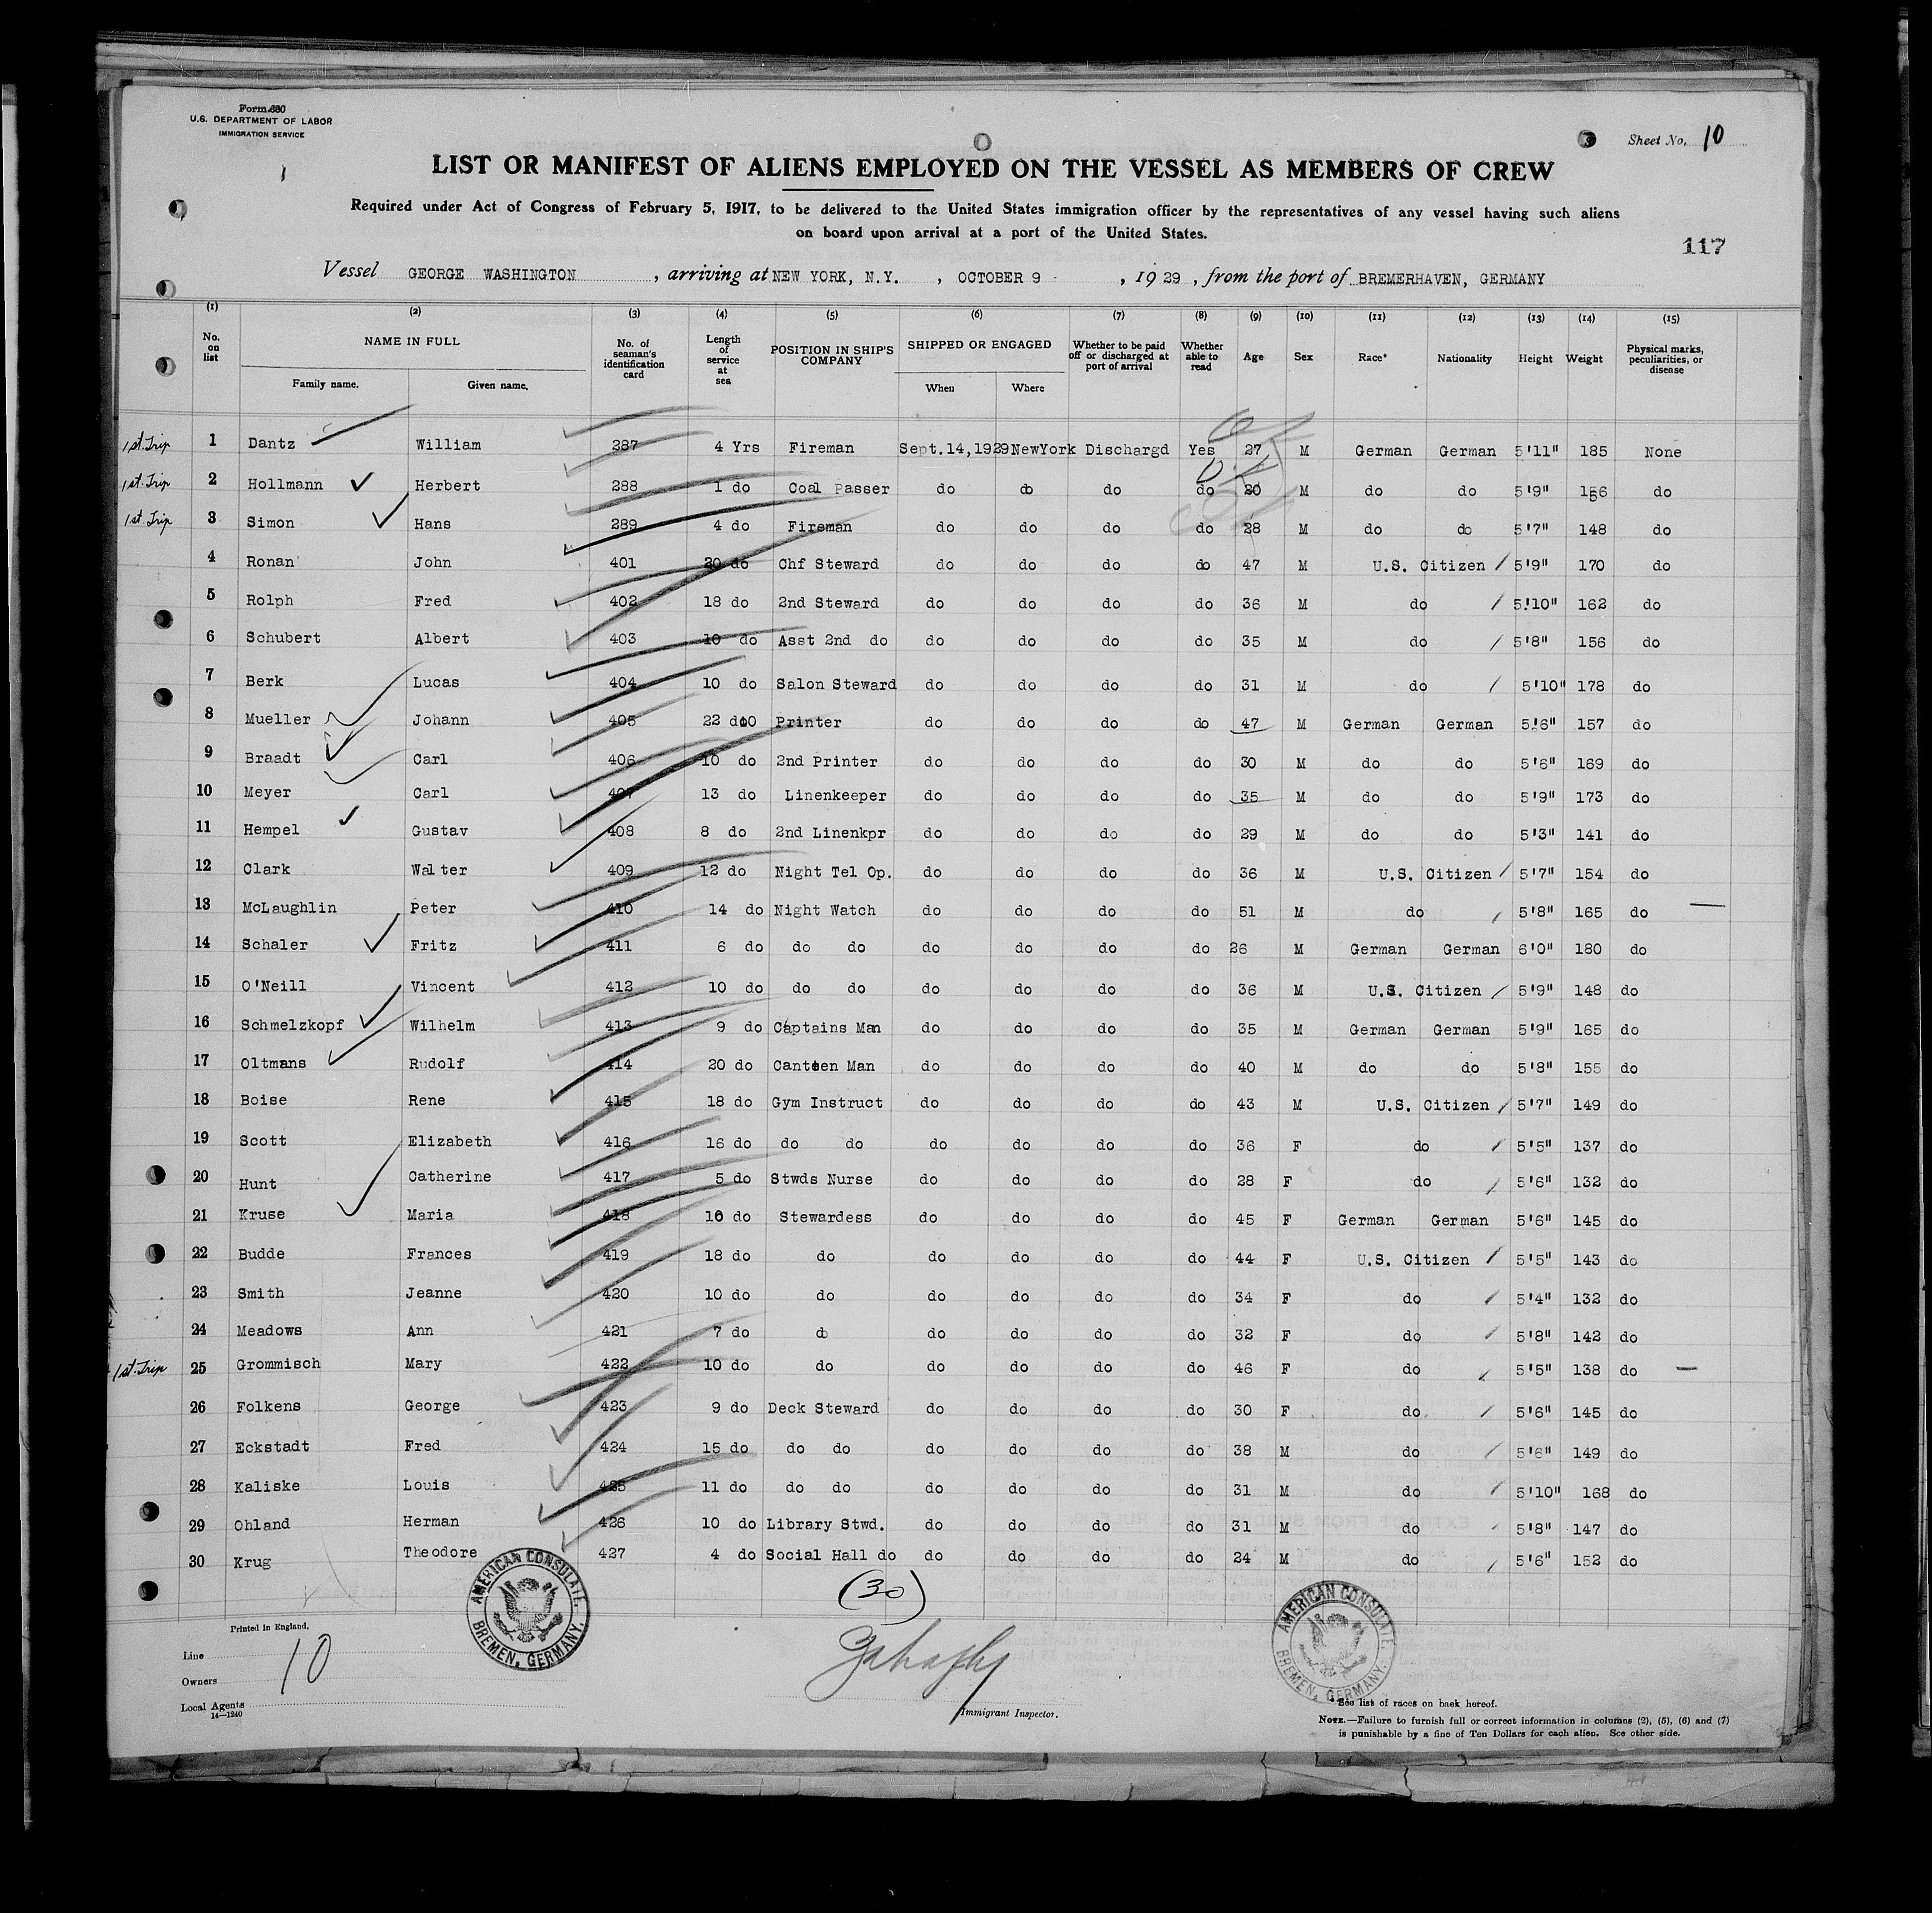 Form 680
U.S. DEPARTMENT OF LABOR
IMMIGRATION SERVICE
Sheet No. 10
LIST OR MANIFEST OF ALIENS EMPLOYED ON THE VESSEL AS MEMBERS OF CREW
Required under Act of Congress of February 5, 1917, to be delivered to the United States immigration officer by the representatives of any vessel having such aliens
on board upon arrival at a port of the United States.
117
Vessel GEORGE WASHINGTON, arriving at NEW YORK, N.Y., OCTOBER 9, 1929, from the port of BREMERHAVEN, GERMANY
(1) (2) (3) (4) (5) (6) (7) (8) (9) (10) (11) (12) (13) (14) (15)
No. on list NAME IN FULL Family name. Given name. No. of seaman's identification card Length of service at sea POSITION IN SHIP'S COMPANY SHIPPED OR ENGAGED When Where Whether to be paid off or discharged at port of arrival Whether able to read Age Sex Race* Nationality Height Weight Physical marks, peculiarities, or disease
1st. Trip 1 Dantz William 287 4 Yrs Fireman Sept.14,1929 NewYork Dischargd Yes 27 M German German 5'11" 185 None
1st. Trip 2 Hollmann Herbert 288 1 do Coal Passer do do do do 20 M do do 5'9" 156 do
1st. Trip 3 Simon Hans 289 4 do Fireman do do do do 28 M do do 5'7" 148 do
4 Ronan John 401 20 do Chf Steward do do do do 47 M U.S. Citizen 5'9" 170 do
5 Rolph Fred 402 18 do 2nd Steward do do do do 36 M do 5'10" 162 do
6 Schubert Albert 403 10 do Asst 2nd do do do do do 35 M do 5'8" 156 do
7 Berk Lucas 404 10 do Salon Steward do do do do 31 M do 5'10" 178 do
8 Mueller Johann 405 22 do Printer do do do do 47 M German German 5'6" 157 do
9 Braadt Carl 406 10 do 2nd Printer do do do do 30 M do do 5'6" 169 do
10 Meyer Carl 407 13 do Linenkeeper do do do do 35 M do do 5'9" 173 do
11 Hempel Gustav 408 8 do 2nd Linenkpr do do do do 29 M do do 5'3" 141 do
12 Clark Walter 409 12 do Night Tel Op. do do do do 36 M U.S. Citizen 5'7" 154 do
13 McLaughlin Peter 410 14 do Night Watch do do do do 51 M do 5'8" 165 do
14 Schaler Fritz 411 6 do do do do do do do 26 M German German 6'0" 180 do
15 O'Neill Vincent 412 10 do do do do do do do 36 M U.S. Citizen 5'9" 148 do
16 Schmelzkopf Wilhelm 413 9 do Captains Man do do do do 35 M German German 5'9" 165 do
17 Oltmans Rudolf 414 20 do Canteen Man do do do do 40 M do do 5'8" 155 do
18 Boise Rene 415 18 do Gym Instruct do do do do 43 M U.S. Citizen 5'7" 149 do
19 Scott Elizabeth 416 16 do do do do do do do 36 F do 5'5" 137 do
20 Hunt Catherine 417 5 do Stwds Nurse do do do do 28 F do 5'6" 132 do
21 Kruse Maria 418 10 do Stewardess do do do do 45 F German German 5'6" 145 do
22 Budde Frances 419 18 do do do do do do 44 F U.S. Citizen 5'5" 143 do
23 Smith Jeanne 420 10 do do do do do do 34 F do 5'4" 132 do
24 Meadows Ann 421 7 do do do do do do 32 F do 5'8" 142 do
1st. Trip 25 Grommisch Mary 422 10 do do do do do do 46 F do 5'5" 138 do
26 Folkens George 423 9 do Deck Steward do do do do 30 F do 5'6" 145 do
27 Eckstadt Fred 424 15 do do do do do do do 38 M do 5'6" 149 do
28 Kaliske Louis 425 11 do do do do do do do 31 M do 5'10" 168 do
29 Ohland Herman 426 10 do Library Stwd. do do do do 31 M do 5'8" 147 do
30 Krug Theodore 427 4 do Social Hall do do do do do 24 M do 5'6" 152 do
(30)
AMERICAN CONSULATE. BREMEN, GERMANY.
AMERICAN CONSULATE. BREMEN, GERMANY.
Printed in England.
Line
Owners
10
Local Agents
14—1240
Immigrant Inspector.
* See list of races on back hereof.
NOTE.—Failure to furnish full or correct information in columns (2), (5), (6) and (7)
is punishable by a fine of Ten Dollars for each alien. See other side.